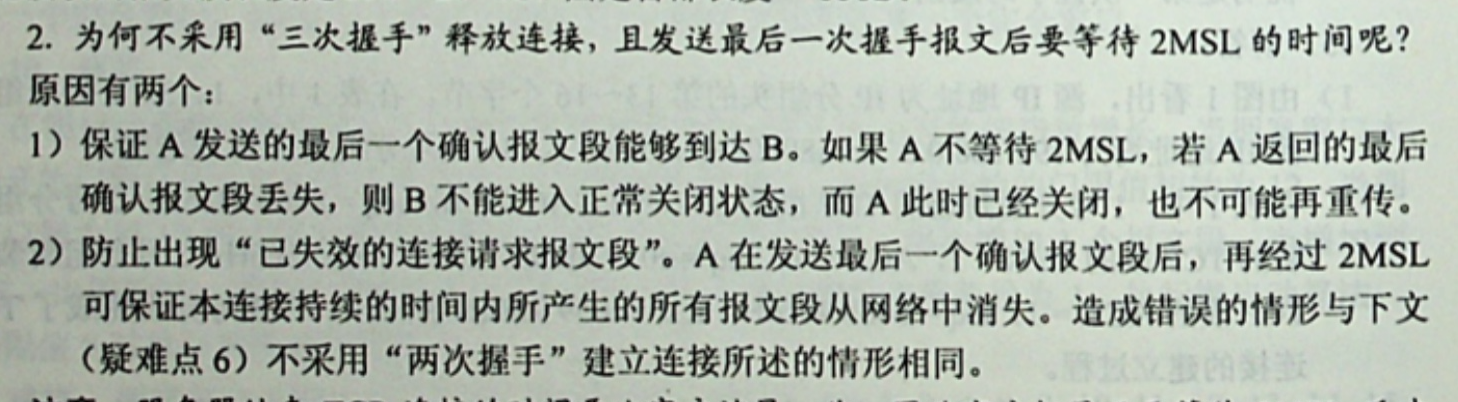 2. 为何不采用“三次握手”释放连接，且发送最后一次握手报文后要等待 2MSL 的时间呢？
原因有两个：
1）保证 A 发送的最后一个确认报文段能够到达 B。如果 A 不等待 2MSL，若 A 返回的最后
确认报文段丢失，则 B 不能进入正常关闭状态，而 A 此时已经关闭，也不可能再重传。
2）防止出现“已失效的连接请求报文段”。A 在发送最后一个确认报文段后，再经过 2MSL
可保证本连接持续的时间内所产生的所有报文段从网络中消失。造成错误的情形与下文
（疑难点 6）不采用“两次握手”建立连接所述的情形相同。